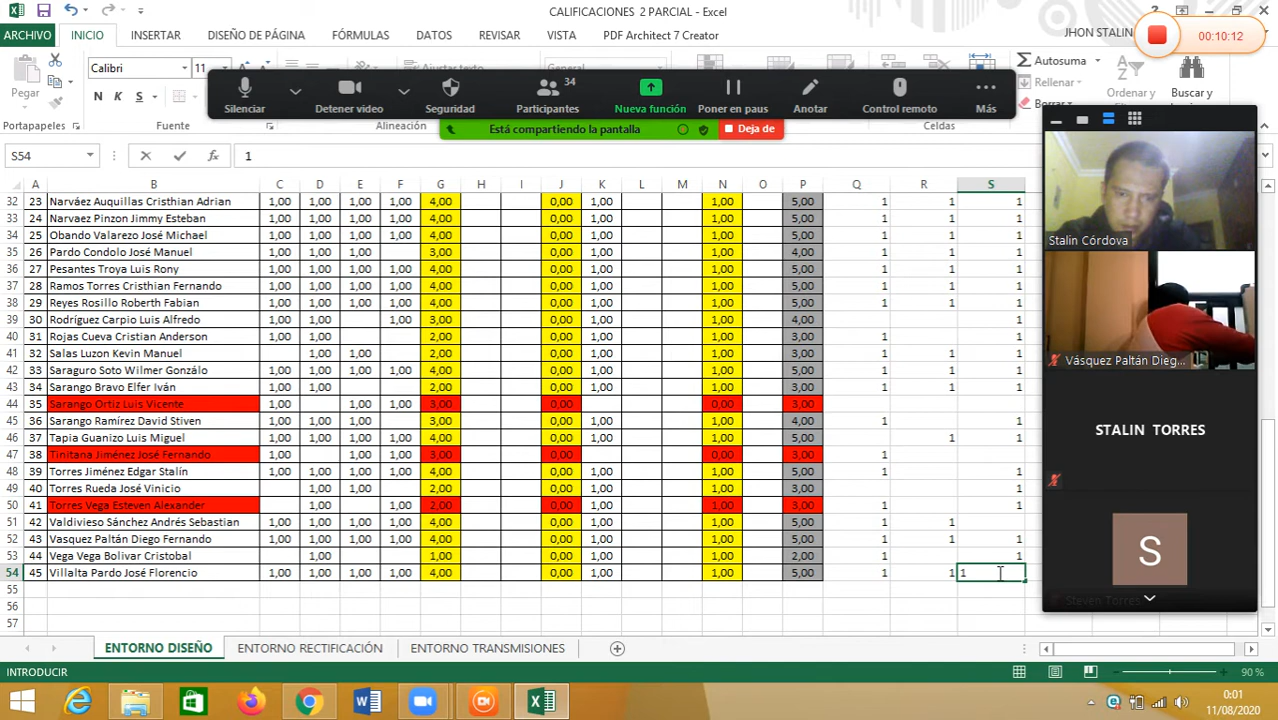 CALIFICACIONES 2 PARCIAL - Excel
?
ARCHIVO INICIO INSERTAR DISEÑO DE PÁGINA FÓRMULAS DATOS REVISAR VISTA PDF Architect 7 Creator JHON STALIN
00:10:12
Calibri 11 Ajustar texto Autosuma
Pegar N K S Rellenar Ordenar y Buscar y
Borrar
Portapapeles Fuente Alineación Celdas
Silenciar Detener video Seguridad Participantes 34 Nueva función Poner en paus Anotar Control remoto Más
Está compartiendo la pantalla Deja de
S54 fx 1
A B C D E F G H I J K L M N O P Q R S
32 23 Narváez Auquillas Cristhian Adrian 1,00 1,00 1,00 1,00 4,00 0,00 1,00 1,00 5,00 1 1 1
33 24 Narvaez Pinzon Jimmy Esteban 1,00 1,00 1,00 1,00 4,00 0,00 1,00 1,00 5,00 1 1 1
34 25 Obando Valarezo José Michael 1,00 1,00 1,00 1,00 4,00 0,00 1,00 1,00 5,00 1 1 1
35 26 Pardo Condolo José Manuel 1,00 1,00 1,00 3,00 0,00 1,00 1,00 4,00 1 1 1
36 27 Pesantes Troya Luis Rony 1,00 1,00 1,00 1,00 4,00 0,00 1,00 1,00 5,00 1 1 1
37 28 Ramos Torres Cristhian Fernando 1,00 1,00 1,00 1,00 4,00 0,00 1,00 1,00 5,00 1 1 1
38 29 Reyes Rosillo Roberth Fabian 1,00 1,00 1,00 1,00 4,00 0,00 1,00 1,00 5,00 1 1 1
39 30 Rodríguez Carpio Luis Alfredo 1,00 1,00 1,00 3,00 0,00 1,00 1,00 4,00 1
40 31 Rojas Cueva Cristian Anderson 1,00 1,00 2,00 0,00 1,00 1,00 3,00 1 1
41 32 Salas Luzon Kevin Manuel 1,00 1,00 2,00 0,00 1,00 1,00 3,00 1 1 1
42 33 Saraguro Soto Wilmer Gonzálo 1,00 1,00 1,00 1,00 4,00 0,00 1,00 1,00 5,00 1 1 1
43 34 Sarango Bravo Elfer Iván 1,00 1,00 2,00 0,00 1,00 1,00 3,00 1 1 1
44 35 Sarango Ortiz Luis Vicente 1,00 1,00 1,00 3,00 0,00 0,00 3,00
45 36 Sarango Ramírez David Stiven 1,00 1,00 1,00 3,00 0,00 1,00 1,00 4,00 1 1
46 37 Tapia Guanizo Luis Miguel 1,00 1,00 1,00 1,00 4,00 0,00 1,00 1,00 5,00 1 1
47 38 Tinitana Jiménez José Fernando 1,00 1,00 1,00 3,00 0,00 0,00 3,00 1
48 39 Torres Jiménez Edgar Stalín 1,00 1,00 1,00 1,00 4,00 0,00 1,00 1,00 5,00 1 1
49 40 Torres Rueda José Vinicio 1,00 1,00 2,00 0,00 1,00 1,00 3,00 1
50 41 Torres Vega Esteven Alexander 1,00 1,00 2,00 0,00 1,00 1,00 3,00 1 1
51 42 Valdivieso Sánchez Andrés Sebastian 1,00 1,00 1,00 1,00 4,00 0,00 1,00 1,00 5,00 1 1
52 43 Vasquez Paltán Diego Fernando 1,00 1,00 1,00 1,00 4,00 0,00 1,00 1,00 5,00 1 1 1
53 44 Vega Vega Bolivar Cristobal 1,00 1,00 0,00 1,00 1,00 2,00 1 1
54 45 Villalta Pardo José Florencio 1,00 1,00 1,00 1,00 4,00 0,00 1,00 1,00 5,00 1 1 1
55
56
57
Stalin Córdova
Vásquez Paltán Dieg...
STALIN TORRES
S
Steven Torres
ENTORNO DISEÑO ENTORNO RECTIFICACIÓN ENTORNO TRANSMISIONES
INTRODUCIR 90 %
0:01
11/08/2020